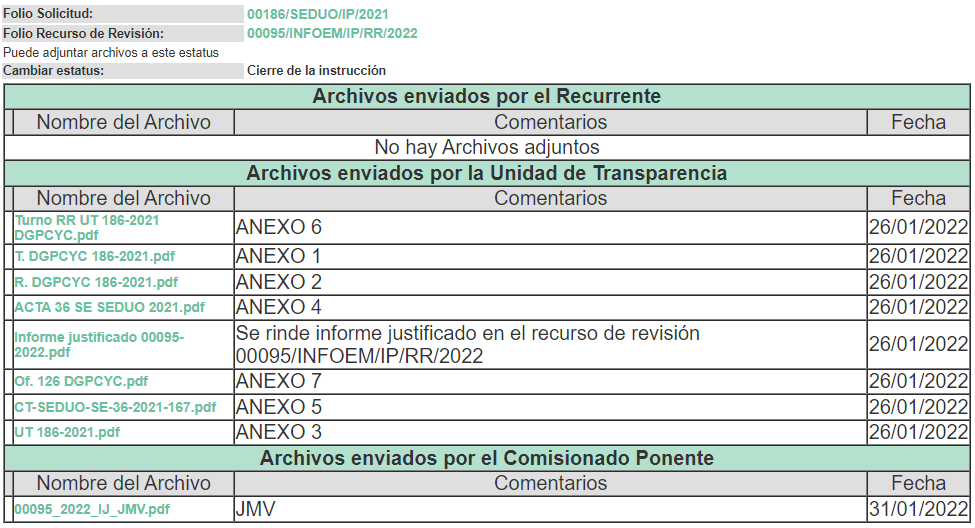 Folio Solicitud: 00186/SEDUO/IP/2021
Folio Recurso de Revisión: 00095/INFOEM/IP/RR/2022
Puede adjuntar archivos a este estatus
Cambiar estatus: Cierre de la instrucción
Archivos enviados por el Recurrente
Nombre del Archivo Comentarios Fecha
No hay Archivos adjuntos
Archivos enviados por la Unidad de Transparencia
Nombre del Archivo Comentarios Fecha
Turno RR UT 186-2021
DGPCYC.pdf ANEXO 6 26/01/2022
T. DGPCYC 186-2021.pdf ANEXO 1 26/01/2022
R. DGPCYC 186-2021.pdf ANEXO 2 26/01/2022
ACTA 36 SE SEDUO 2021.pdf ANEXO 4 26/01/2022
Informe justificado 00095-
2022.pdf Se rinde informe justificado en el recurso de revisión
00095/INFOEM/IP/RR/2022 26/01/2022
Of. 126 DGPCYC.pdf ANEXO 7 26/01/2022
CT-SEDUO-SE-36-2021-167.pdf ANEXO 5 26/01/2022
UT 186-2021.pdf ANEXO 3 26/01/2022
Archivos enviados por el Comisionado Ponente
Nombre del Archivo Comentarios Fecha
00095_2022_IJ_JMV.pdf JMV 31/01/2022